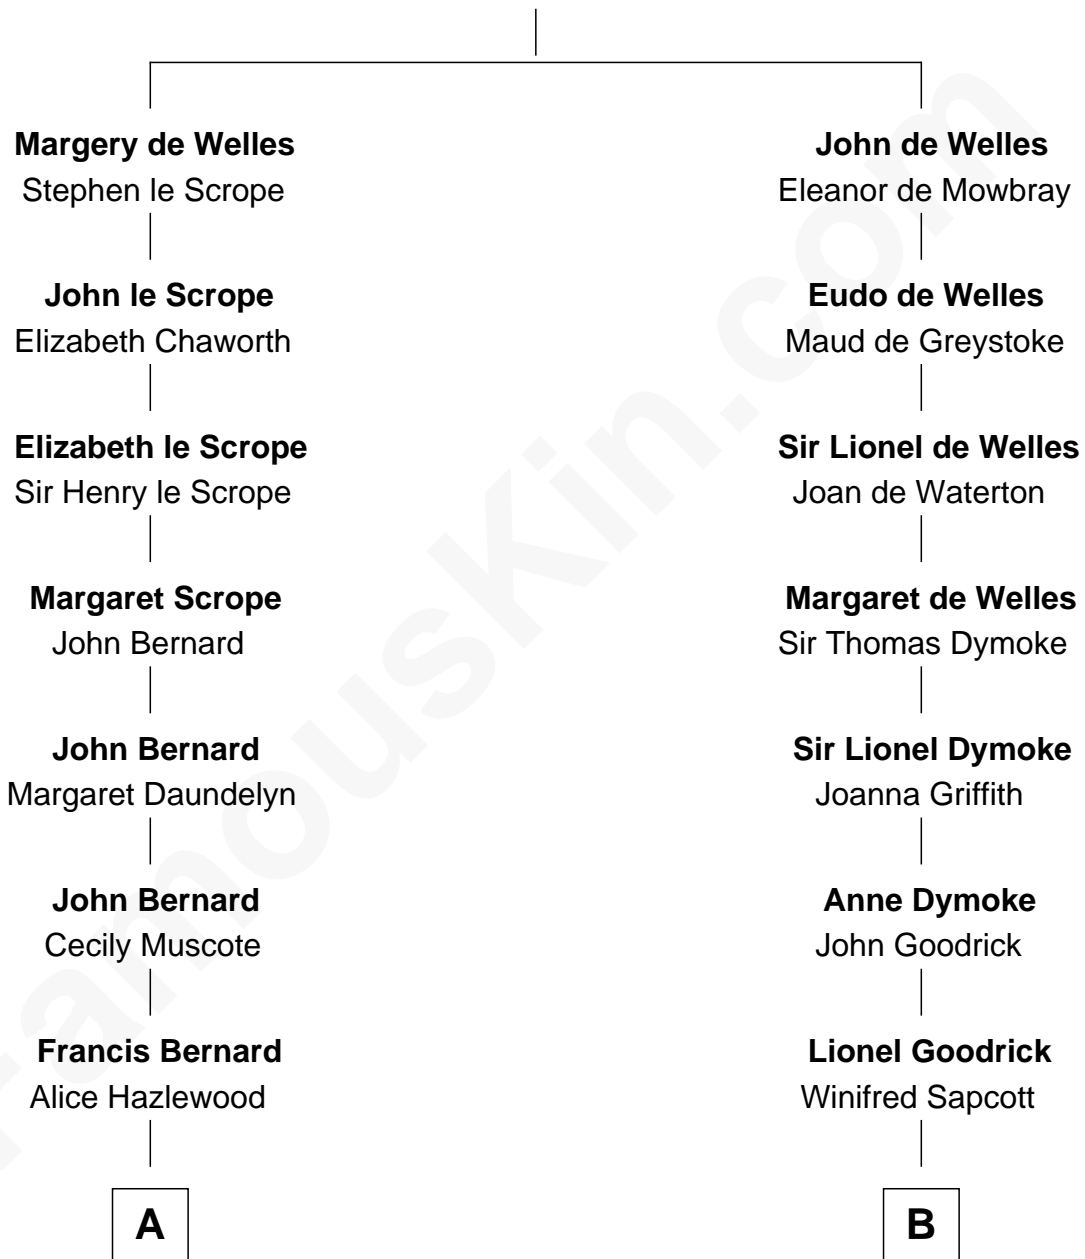 Margery de Welles
Stephen le Scrope
John le Scrope
Elizabeth Chaworth
Elizabeth le Scrope
Sir Henry le Scrope
Margaret Scrope
John Bernard
John Bernard
Margaret Daundelyn
John Bernard
Cecily Muscote
Francis Bernard
Alice Hazlewood
A
John de Welles
Eleanor de Mowbray
Eudo de Welles
Maud de Greystoke
Sir Lionel de Welles
Joan de Waterton
Margaret de Welles
Sir Thomas Dymoke
Sir Lionel Dymoke
Joanna Griffith
Anne Dymoke
John Goodrick
Lionel Goodrick
Winifred Sapcott
B
FamousKin.com